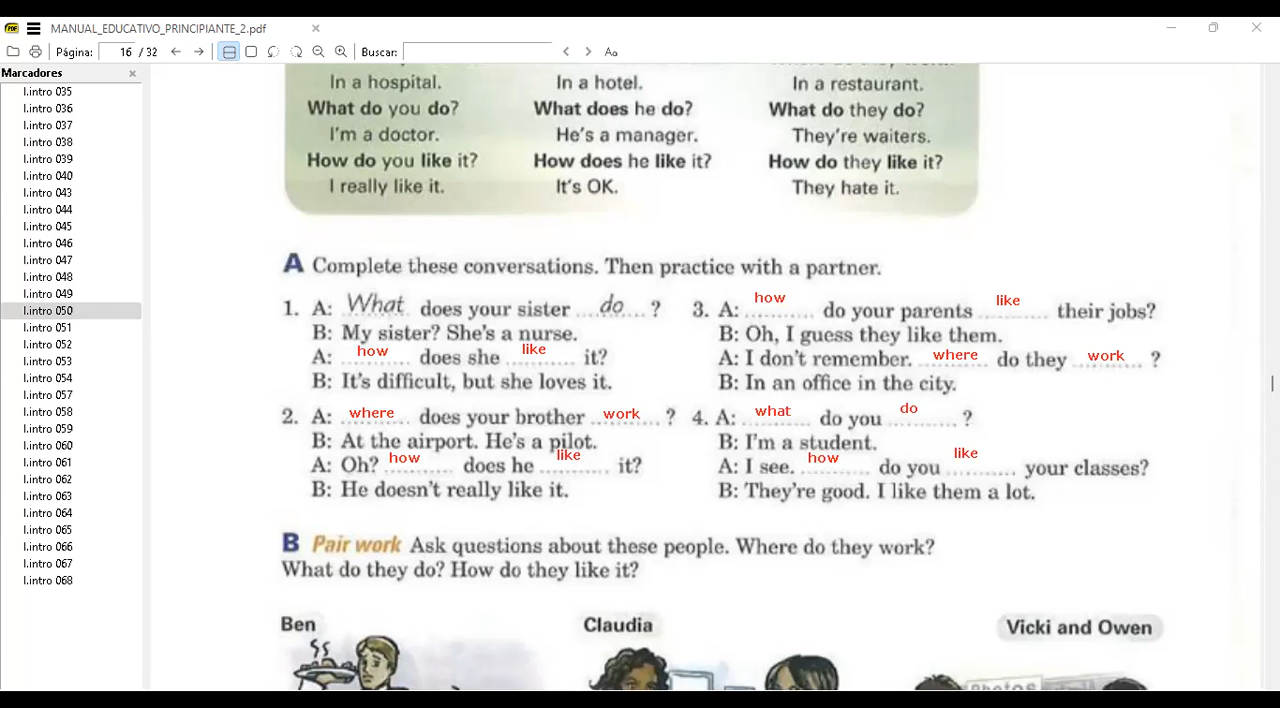 MANUAL_EDUCATIVO_PRINCIPIANTE_2.pdf
Página: 16 / 32 Buscar: Aa
Marcadores
I.intro 035
I.intro 036
I.intro 037
I.intro 038
I.intro 039
I.intro 040
I.intro 043
I.intro 044
I.intro 045
I.intro 046
I.intro 047
I.intro 048
I.intro 049
I.intro 050
I.intro 051
I.intro 052
I.intro 053
I.intro 054
I.intro 057
I.intro 058
I.intro 059
I.intro 060
I.intro 061
I.intro 062
I.intro 063
I.intro 064
I.intro 065
I.intro 066
I.intro 067
I.intro 068
In a hospital.
What do you do?
I'm a doctor.
How do you like it?
I really like it.
In a hotel.
What does he do?
He's a manager.
How does he like it?
It's OK.
In a restaurant.
What do they do?
They're waiters.
How do they like it?
They hate it.
A Complete these conversations. Then practice with a partner.
1. A: What does your sister do ?
B: My sister? She's a nurse.
A: how does she like it?
B: It's difficult, but she loves it.
2. A: where does your brother work ?
B: At the airport. He's a pilot.
A: Oh? how does he like it?
B: He doesn't really like it.
3. A: how do your parents like their jobs?
B: Oh, I guess they like them.
A: I don't remember. where do they work ?
B: In an office in the city.
4. A: what do you do ?
B: I'm a student.
A: I see. how do you like your classes?
B: They're good. I like them a lot.
B Pair work Ask questions about these people. Where do they work?
What do they do? How do they like it?
Ben
Claudia
Vicki and Owen
Photos